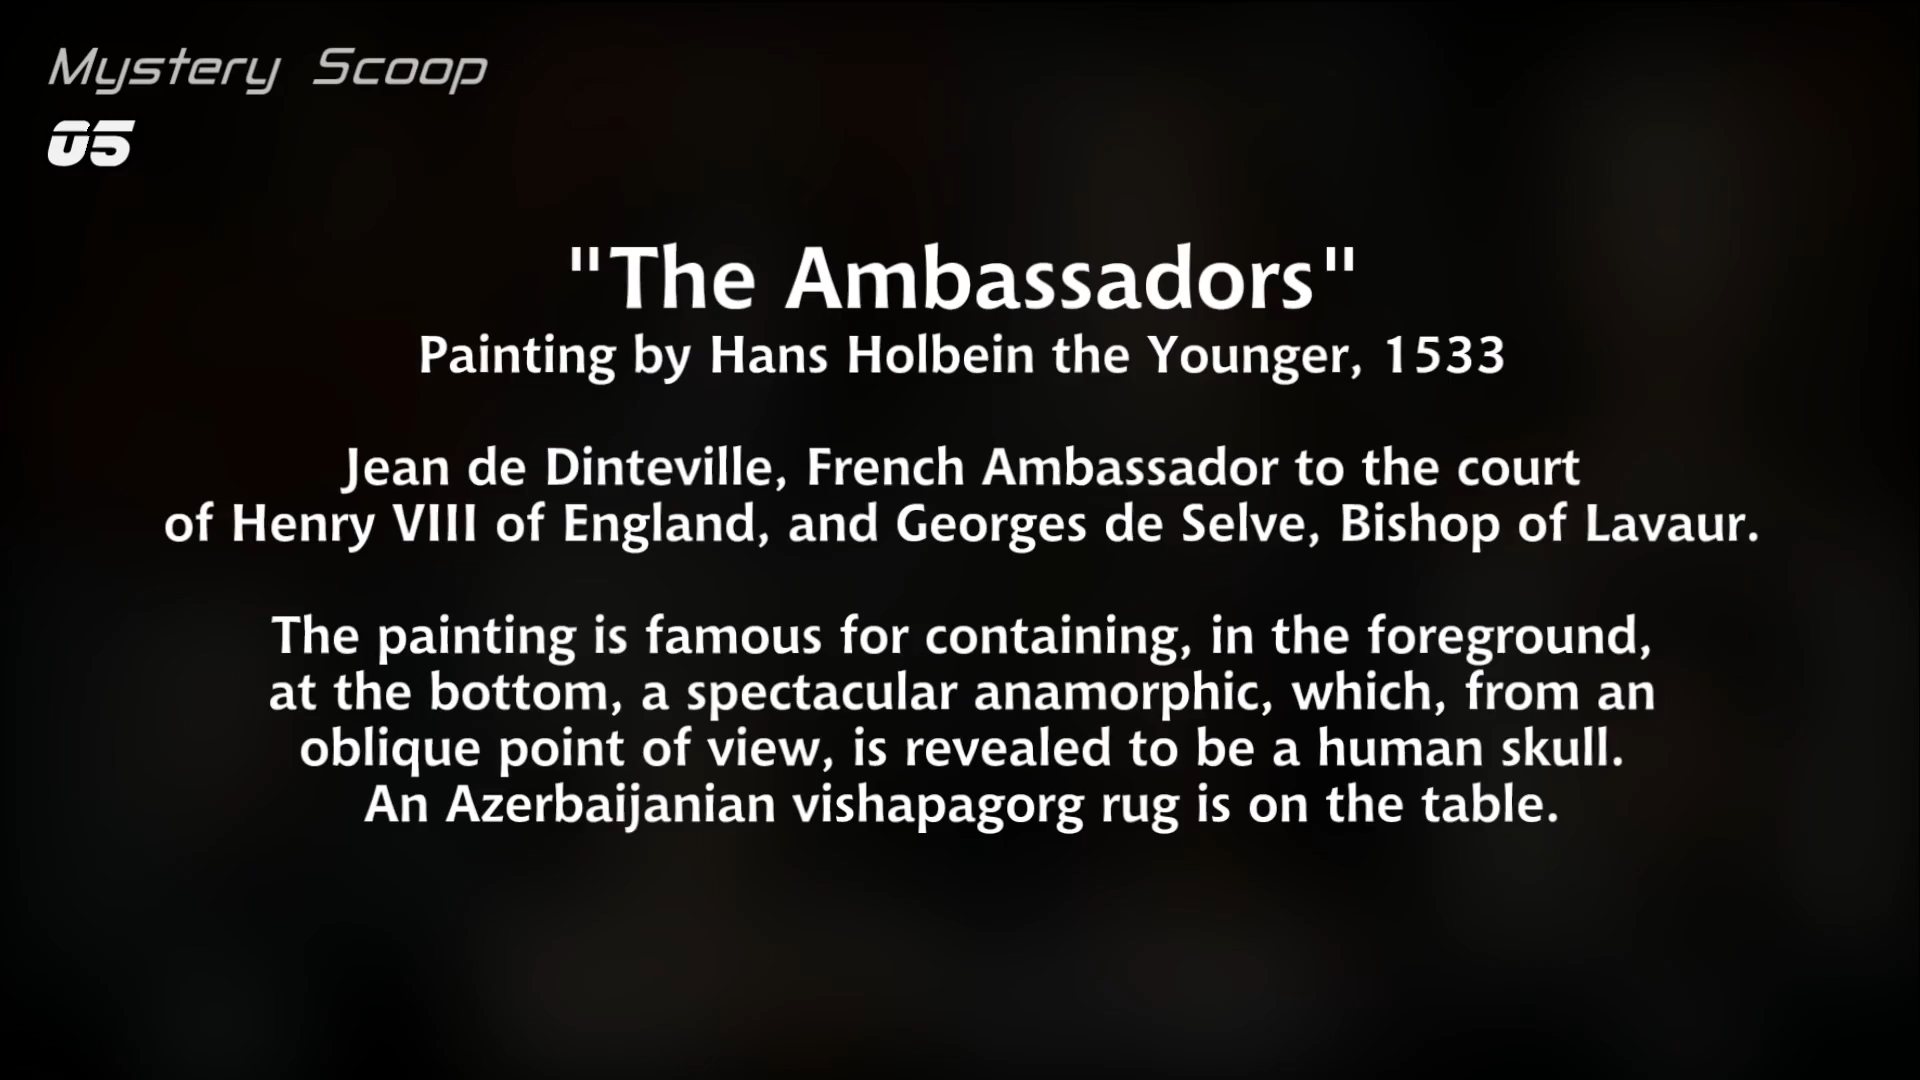 Mystery Scoop
05
"The Ambassadors"
Painting by Hans Holbein the Younger, 1533
Jean de Dinteville, French Ambassador to the court
of Henry VIII of England, and Georges de Selve, Bishop of Lavaur.
The painting is famous for containing, in the foreground,
at the bottom, a spectacular anamorphic, which, from an
oblique point of view, is revealed to be a human skull.
An Azerbaijanian vishapagorg rug is on the table.